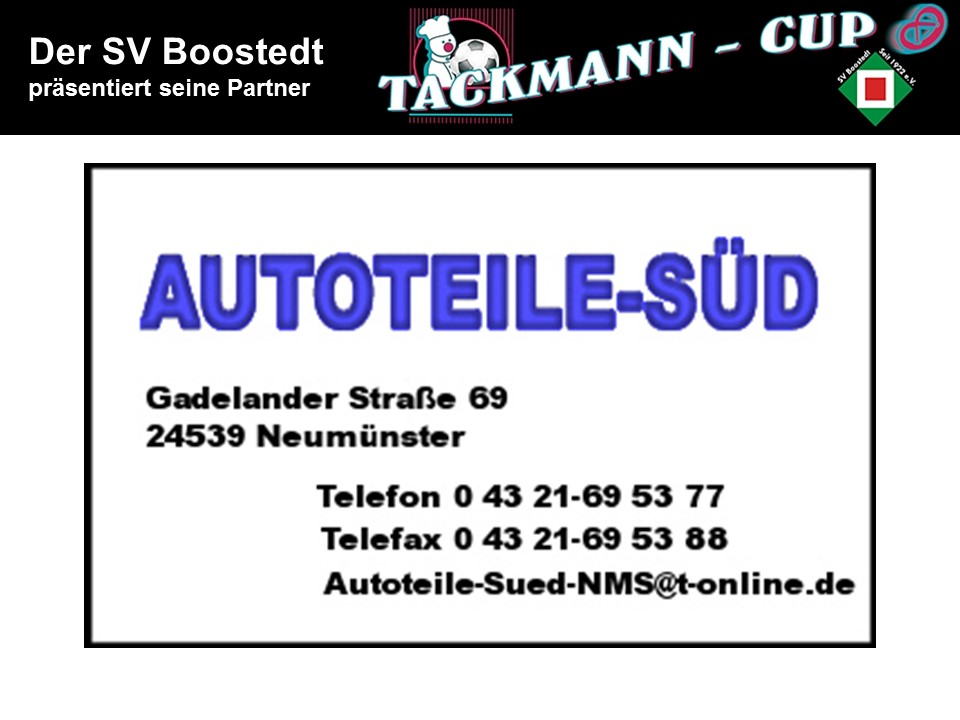 Der SV Boostedt
präsentiert seine Partner
TACKMANN - CUP
SV Boostedt
Seit 1922 e.V.
AUTOTEILE-SÜD
Gadelander Straße 69
24539 Neumünster
Telefon 0 43 21-69 53 77
Telefax 0 43 21-69 53 88
Autoteile-Sued-NMS@t-online.de